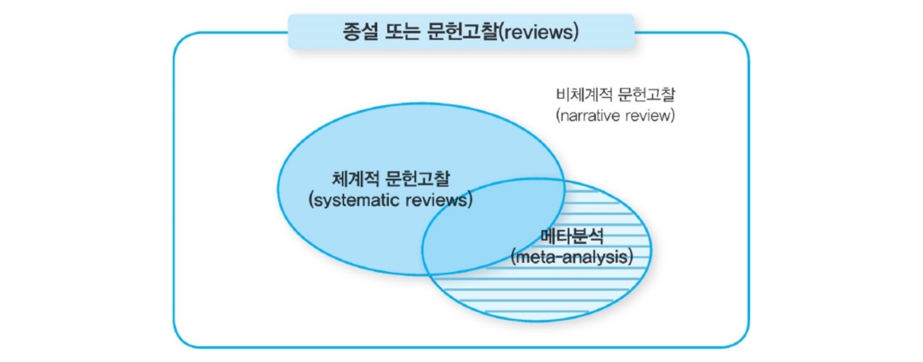 종설 또는 문헌고찰(reviews)
비체계적 문헌고찰
(narrative review)
체계적 문헌고찰
(systematic reviews)
메타분석
(meta-analysis)